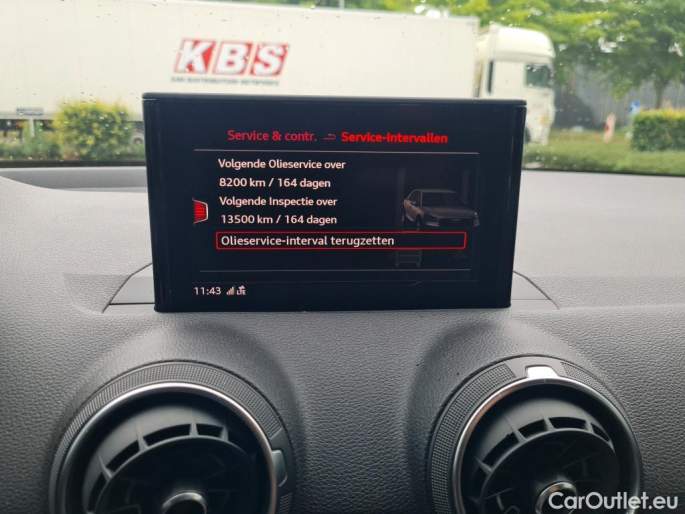 KBS
Service & contr. Service-intervallen
Volgende Olieservice over
8200 km / 164 dagen
Volgende Inspectie over
13500 km / 164 dagen
Olieservice-interval terugzetten
11:43 LTE
CarOutlet.eu